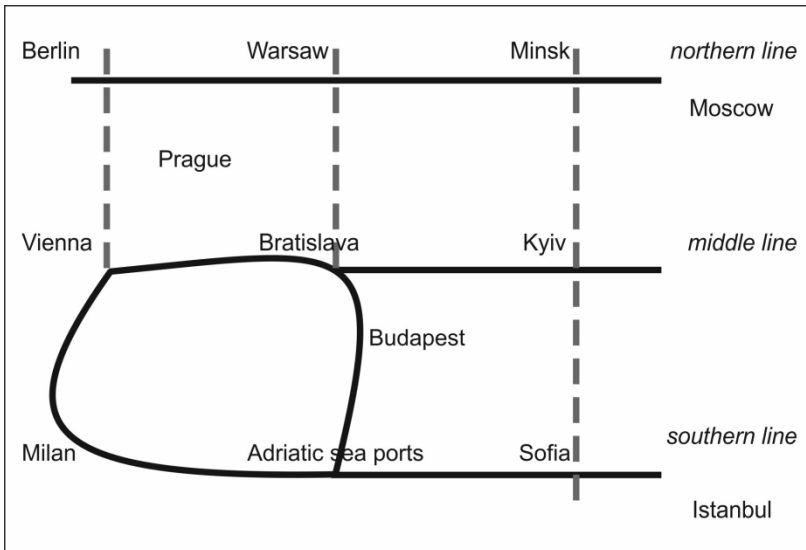 Berlin Warsaw Minsk northern line
Moscow
Prague
Vienna Bratislava Kyiv middle line
Budapest
southern line
Milan Adriatic sea ports Sofia
Istanbul